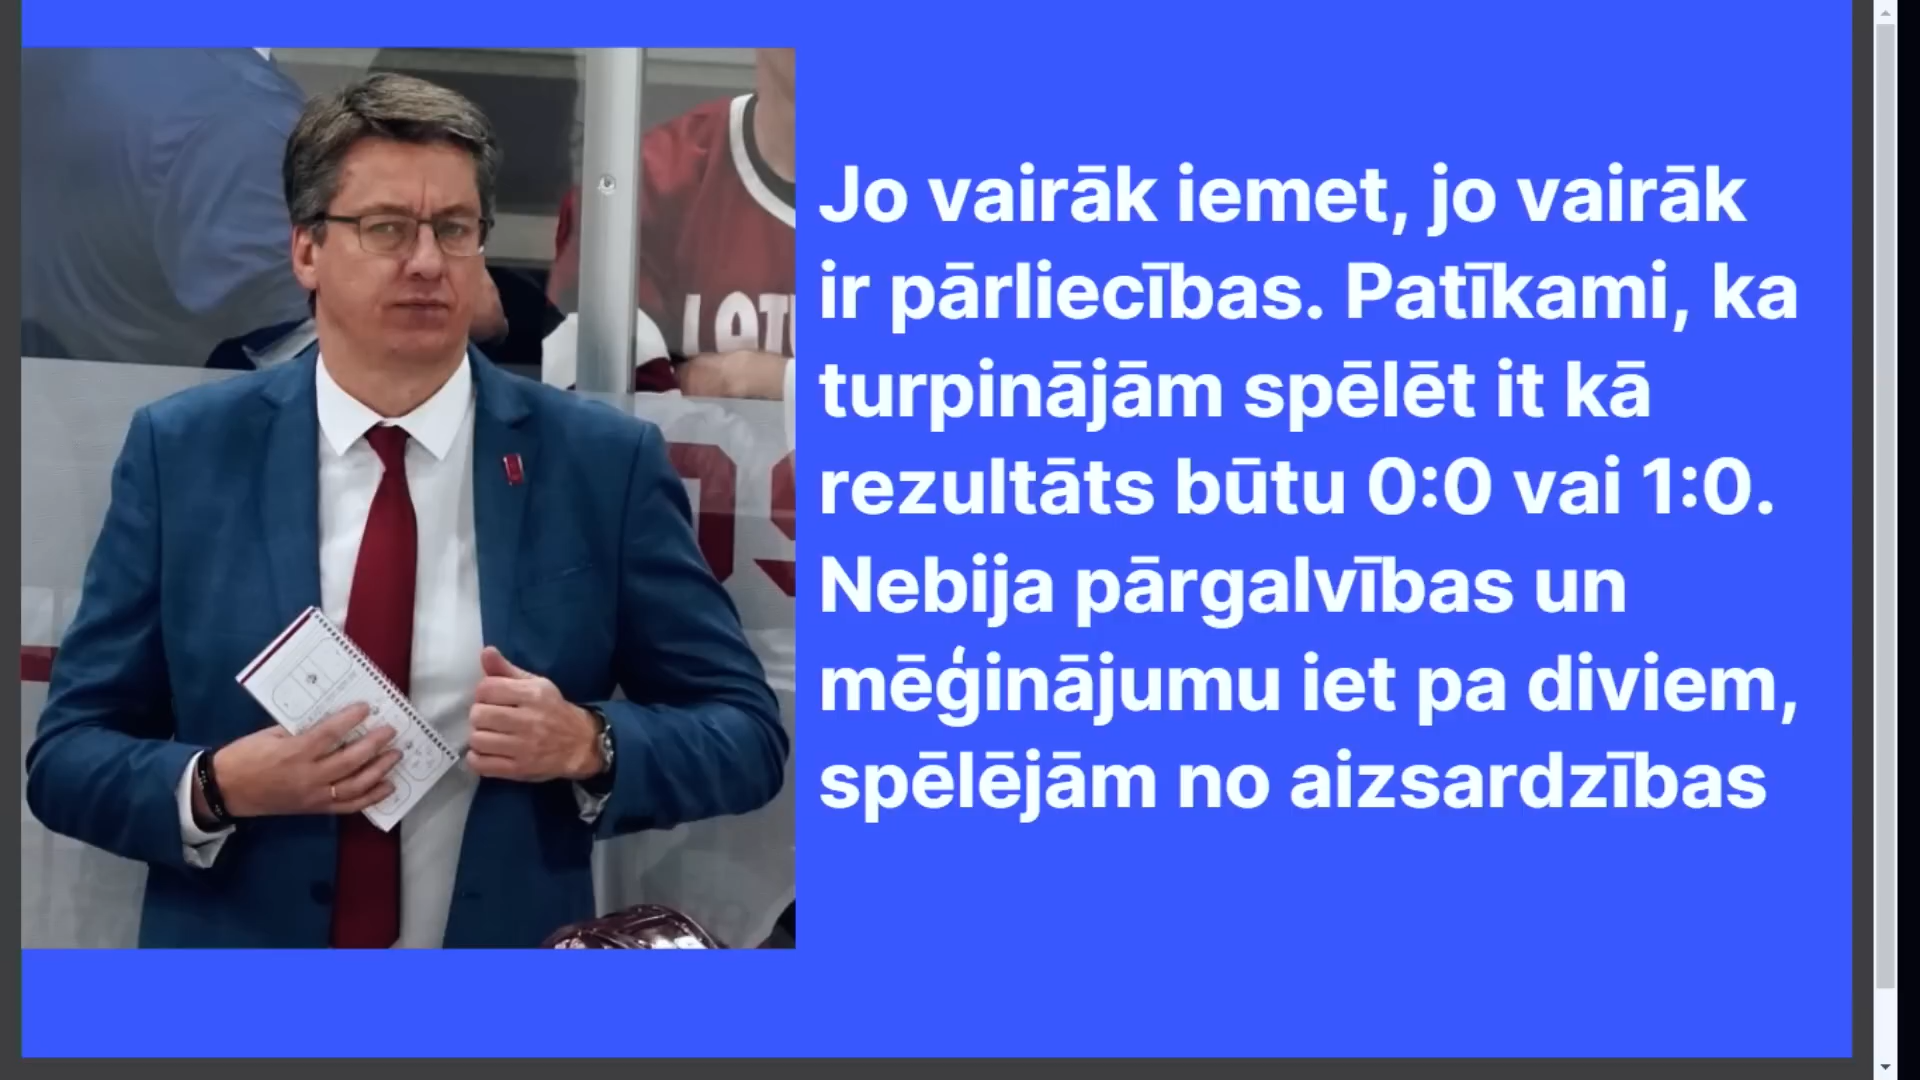 Jo vairāk iemet, jo vairāk
ir pārliecības. Patīkami, ka
turpinājām spēlēt it kā
rezultāts būtu 0:0 vai 1:0.
Nebija pārgalvības un
mēģinājumu iet pa diviem,
spēlējām no aizsardzības